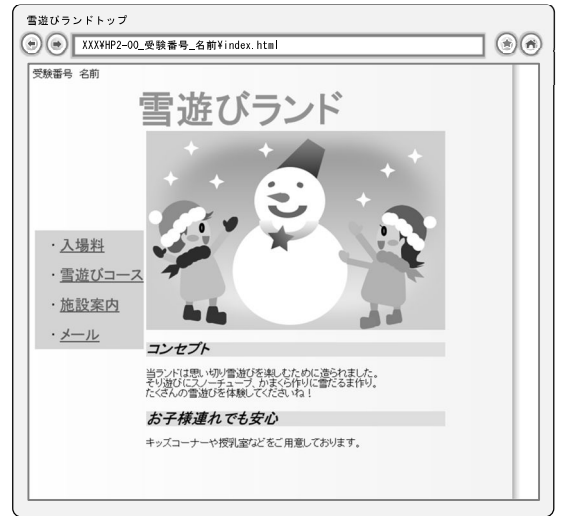 雪遊びランドトップ
XXX¥HP2-00_受験番号_名前¥index.html
受験番号 名前
雪遊びランド
・入場料
・雪遊びコース
・施設案内
・メール
コンセプト
当ランドは思い切り雪遊びを楽しむために造られました。
そり遊びにスノーチューブ、かまくら作りに雪だるま作り。
たくさんの雪遊びを体験してくださいね！
お子様連れでも安心
キッズコーナーや授乳室などをご用意しております。